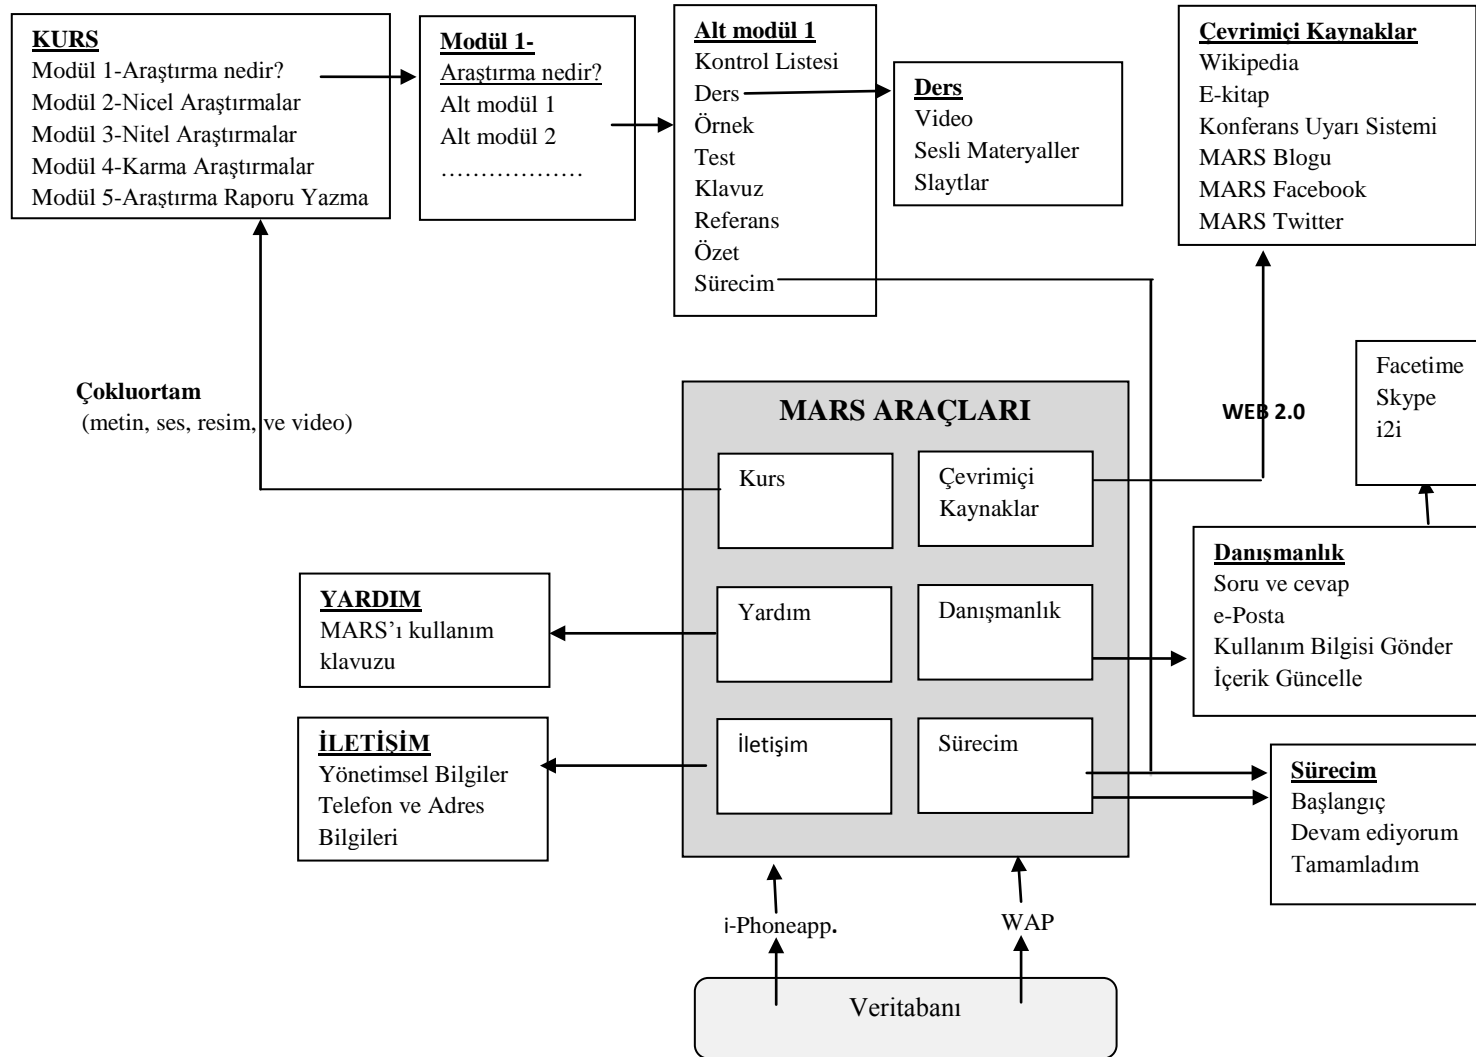 KURS
Modül 1-Araştırma nedir?
Modül 2-Nicel Araştırmalar
Modül 3-Nitel Araştırmalar
Modül 4-Karma Araştırmalar
Modül 5-Araştırma Raporu Yazma
Modül 1-
Araştırma nedir?
Alt modül 1
Alt modül 2
………………
Alt modül 1
Kontrol Listesi
Ders
Örnek
Test
Klavuz
Referans
Özet
Sürecim
Ders
Video
Sesli Materyaller
Slaytlar
Çevrimiçi Kaynaklar
Wikipedia
E-kitap
Konferans Uyarı Sistemi
MARS Blogu
MARS Facebook
MARS Twitter
Çokluortam
(metin, ses, resim, ve video)
WEB 2.0
Facetime
Skype
i2i
MARS ARAÇLARI
Kurs
Çevrimiçi
Kaynaklar
Yardım
Danışmanlık
İletişim
Sürecim
YARDIM
MARS’ı kullanım
klavuzu
İLETİŞİM
Yönetimsel Bilgiler
Telefon ve Adres
Bilgileri
Danışmanlık
Soru ve cevap
e-Posta
Kullanım Bilgisi Gönder
İçerik Güncelle
Sürecim
Başlangıç
Devam ediyorum
Tamamladım
i-Phoneapp.
WAP
Veritabanı